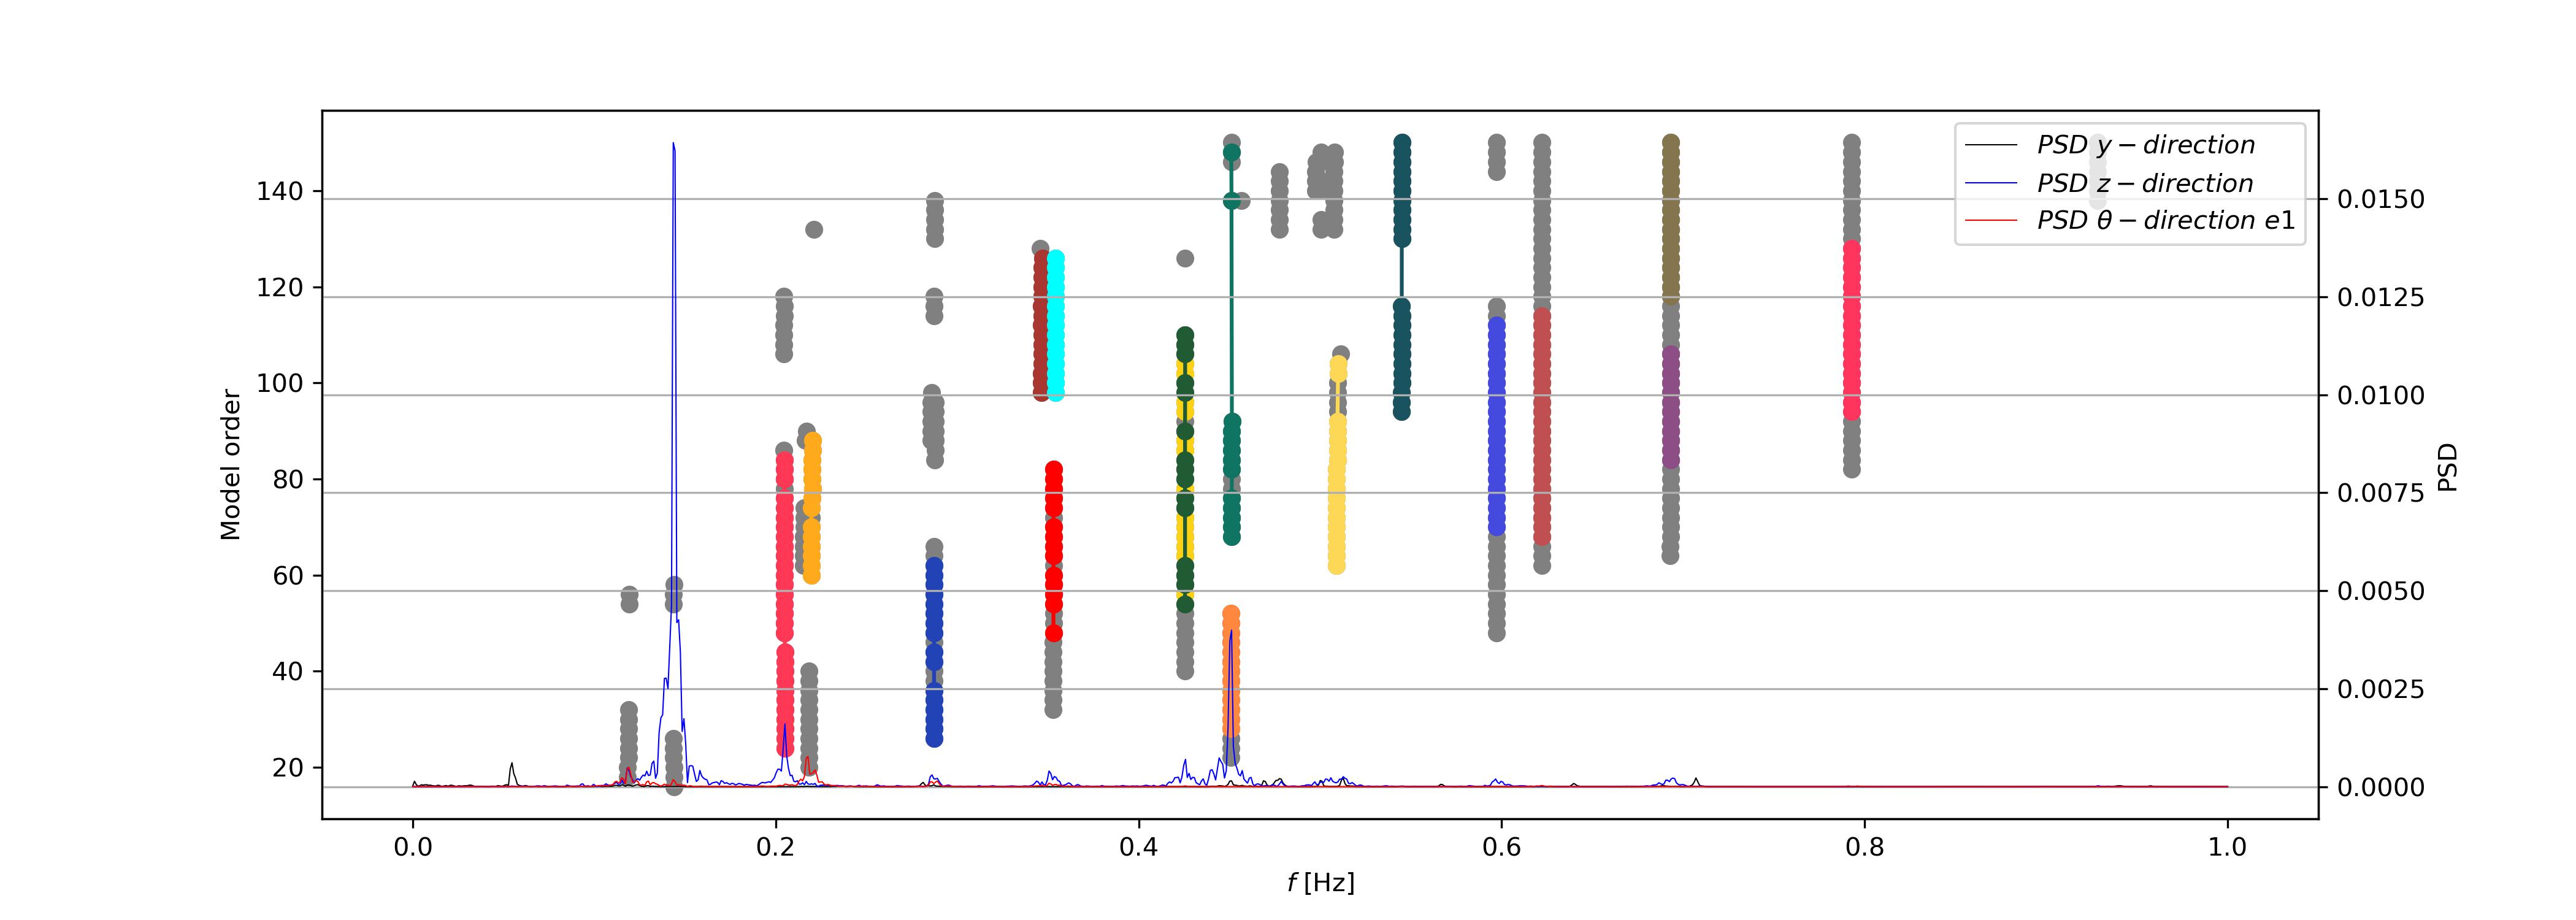 PSD y − direction
PSD z − direction
PSD θ − direction e1
140
120
100
80
60
40
20
Model order
0.0150
0.0125
0.0100
0.0075
0.0050
0.0025
0.0000
PSD
0.0 0.2 0.4 0.6 0.8 1.0
f [Hz]